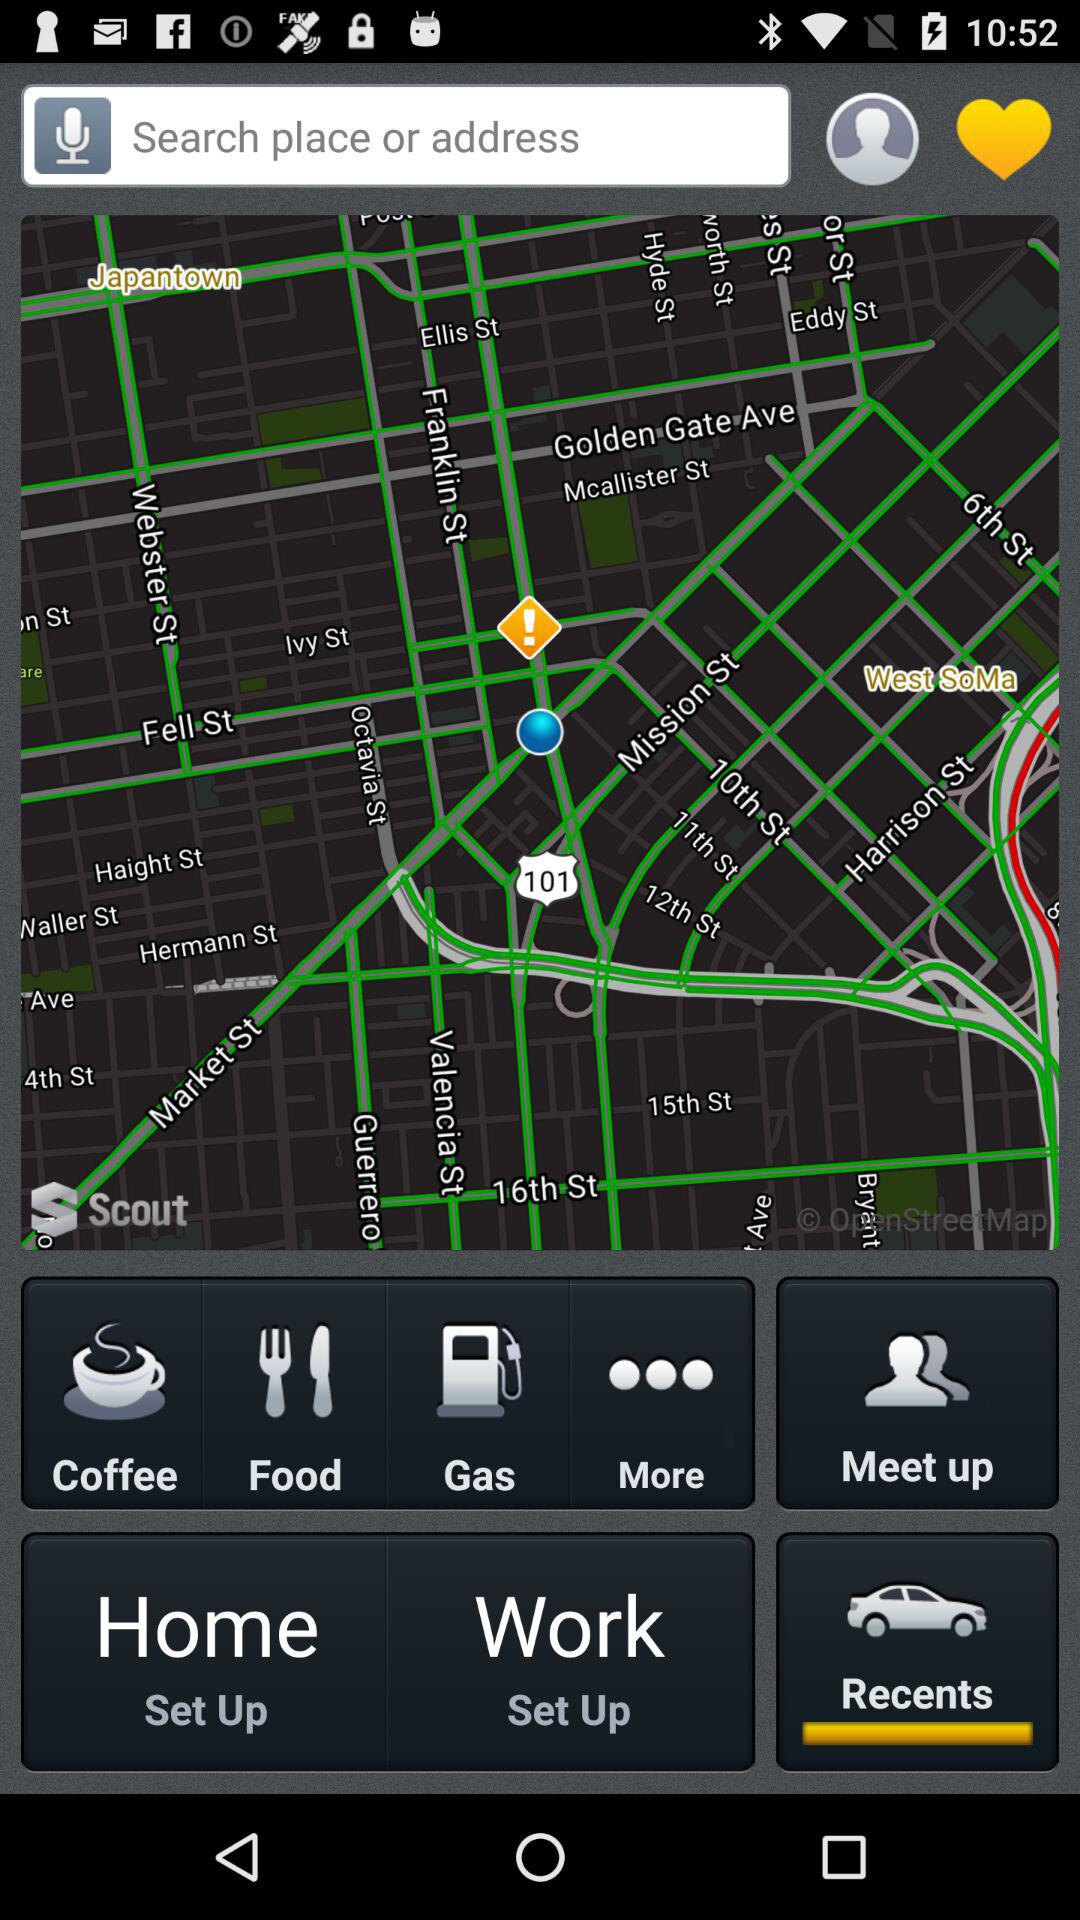 FAKE
10:52
Search place or address
Japantown
Hyde St
Eddy St
Ellis St
Franklin St
Golden Gate Ave
Mcallister St
Webster St
6th St
Ivy St
West SoMa
Fell St
Octavia St
Mission St
10th St
Harrison St
11th St
Haight St
101
12th St
Waller St
Hermann St
Ave
Market St
4th St
Valencia St
15th St
Guerrero
16th St
Bryant
Scout
© OpenStreetMap
Coffee
Food
Gas
More
Meet up
Home
Work
Set Up
Set Up
Recents